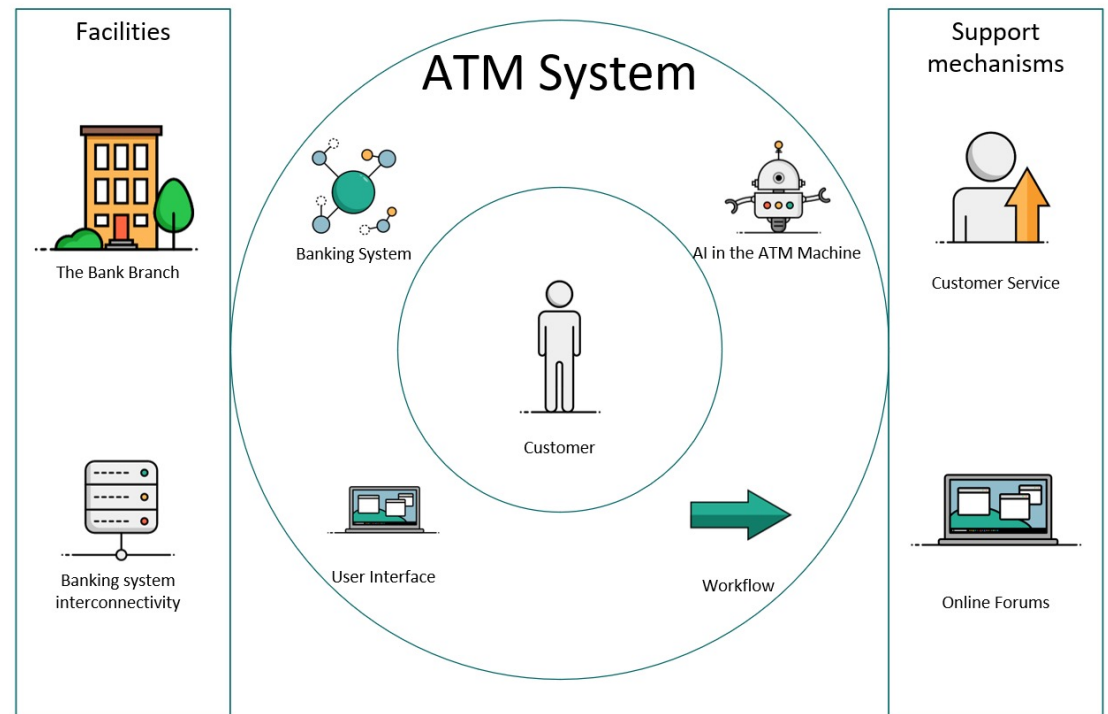 Facilities
The Bank Branch
Banking system
interconnectivity
ATM System
Banking System
AI in the ATM Machine
Customer
User Interface
Workflow
Support
mechanisms
Customer Service
Online Forums